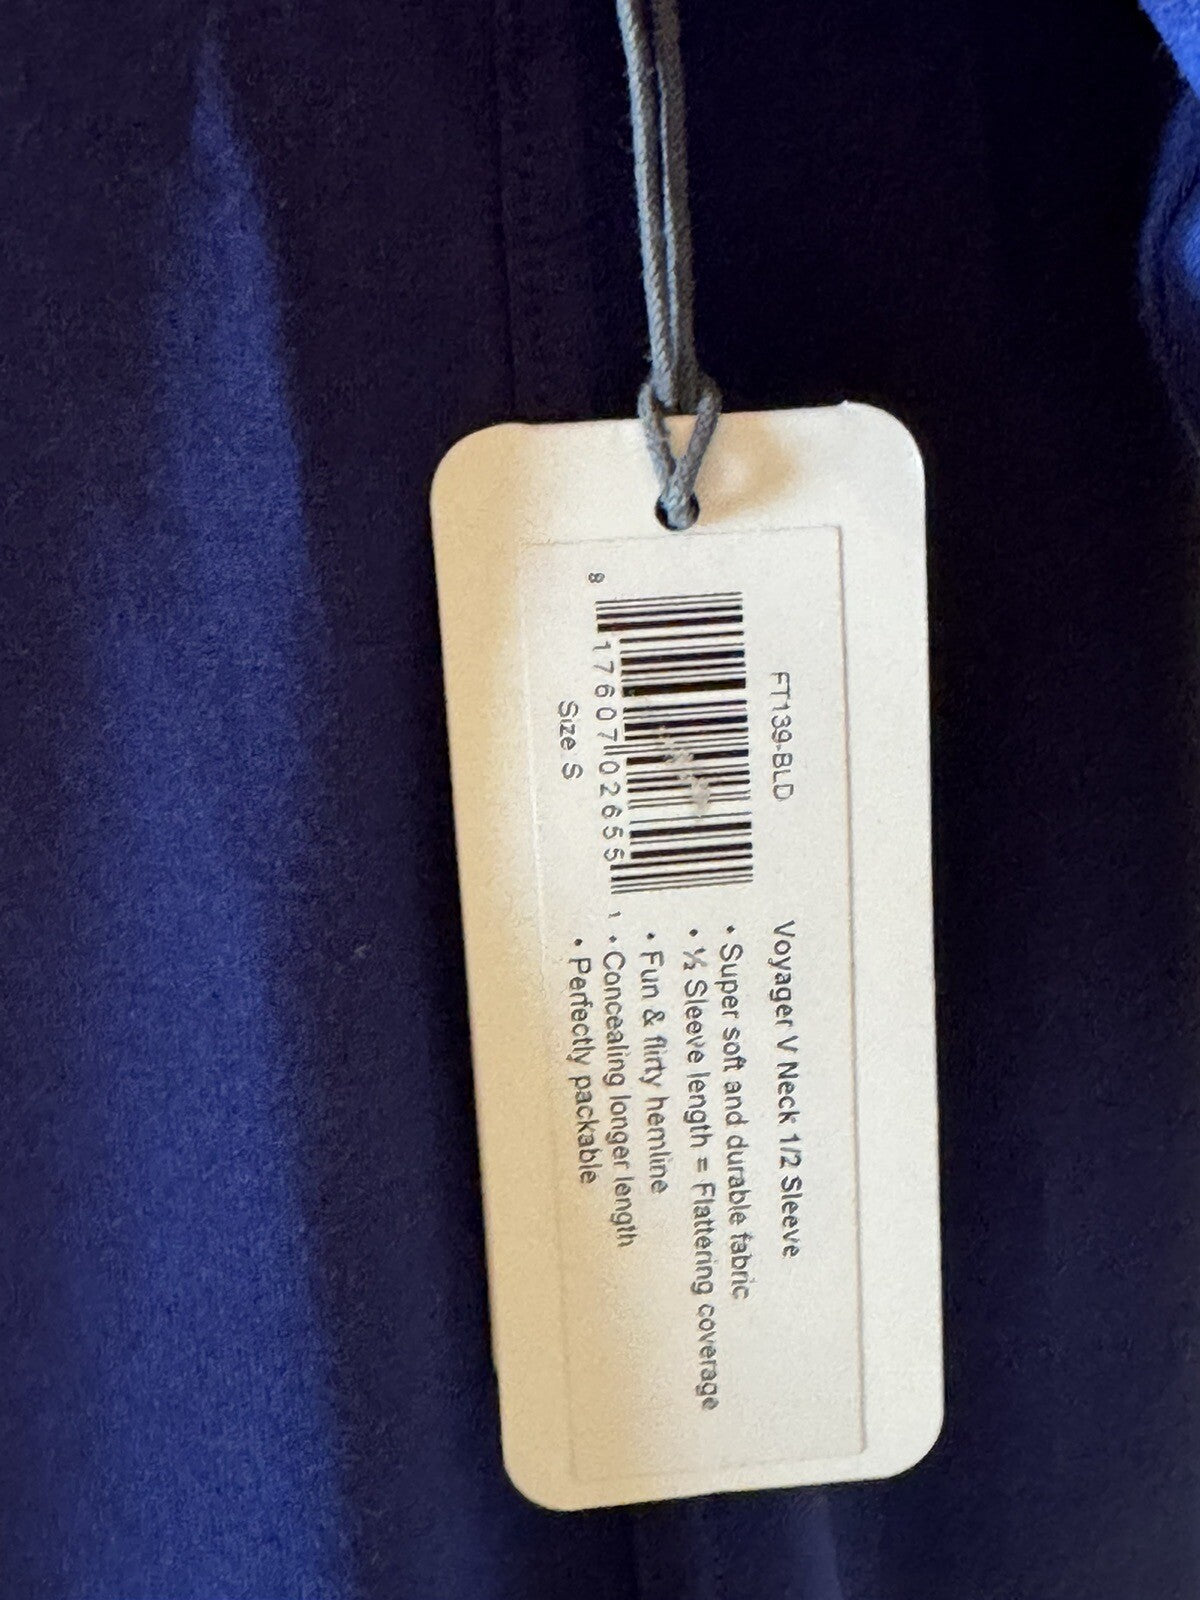 FT139-BLD
8 17607 02655 1
Size S
Voyager V Neck 1/2 Sleeve
• Super soft and durable fabric
• ½ Sleeve length = Flattering coverage
• Fun & flirty hemline
• Concealing longer length
• Perfectly packable